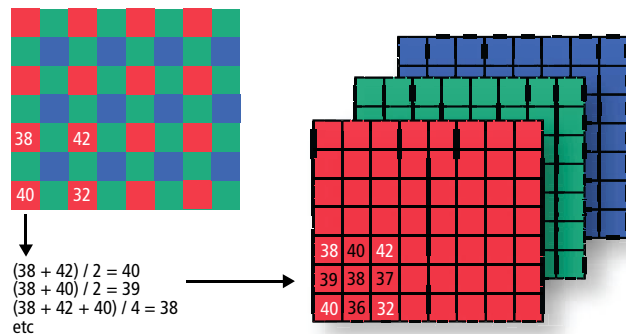 38 42
40 32
(38 + 42) / 2 = 40
(38 + 40) / 2 = 39
(38 + 42 + 40) / 4 = 38
etc
38 40 42
39 38 37
40 36 32